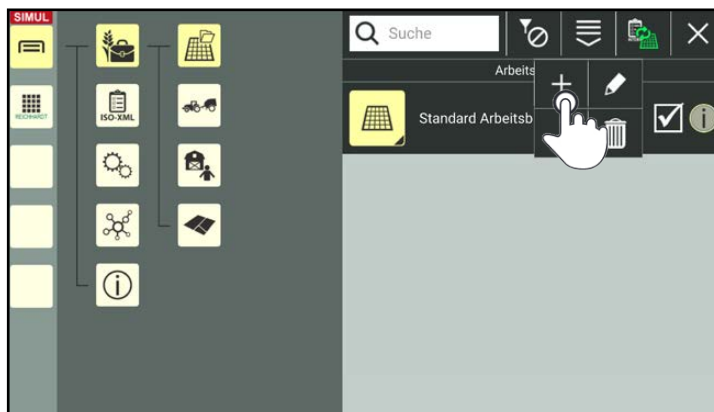 SIMUL
Suche
Arbeits
REICHHARDT
ISO-XML
Standard Arbeitsb